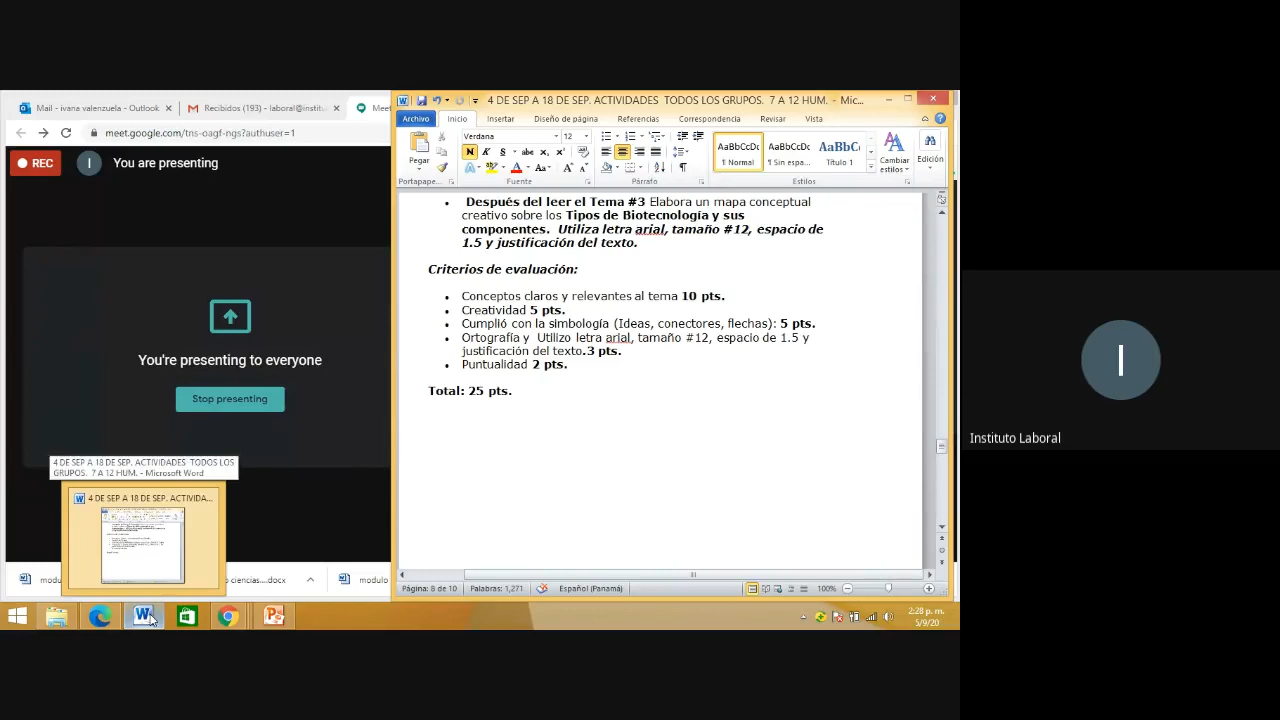 Mail - ivana valenzuela - Outlook
Recibidos (193) - laboral@institu
Meet
meet.google.com/tns-oagf-ngs?authuser=1
REC
I
You are presenting
You're presenting to everyone
Stop presenting
4 DE SEP A 18 DE SEP. ACTIVIDADES TODOS LOS GRUPOS. 7 A 12 HUM. - Mic...
Archivo
Inicio
Insertar
Diseño de página
Referencias
Correspondencia
Revisar
Vista
Verdana
12
Pegar
Portapape...
Fuente
Párrafo
AaBbCcDc
¶ Normal
AaBbCcDc
¶ Sin espa...
AaBbC
Título 1
Cambiar
estilos
Estilos
Edición
Después del leer el Tema #3 Elabora un mapa conceptual
creativo sobre los Tipos de Biotecnología y sus
componentes. Utiliza letra arial, tamaño #12, espacio de
1.5 y justificación del texto.
Criterios de evaluación:
• Conceptos claros y relevantes al tema 10 pts.
• Creatividad 5 pts.
• Cumplió con la simbología (Ideas, conectores, flechas): 5 pts.
• Ortografía y Utilizo letra arial, tamaño #12, espacio de 1.5 y
justificación del texto.3 pts.
• Puntualidad 2 pts.
Total: 25 pts.
Página: 8 de 10
Palabras: 1,271
Español (Panamá)
100%
4 DE SEP A 18 DE SEP. ACTIVIDADES TODOS LOS
GRUPOS. 7 A 12 HUM. - Microsoft Word
4 DE SEP A 18 DE SEP. ACTIVIDA...
modu
o ciencias....docx
modulo
2:28 p. m.
5/9/20
I
Instituto Laboral